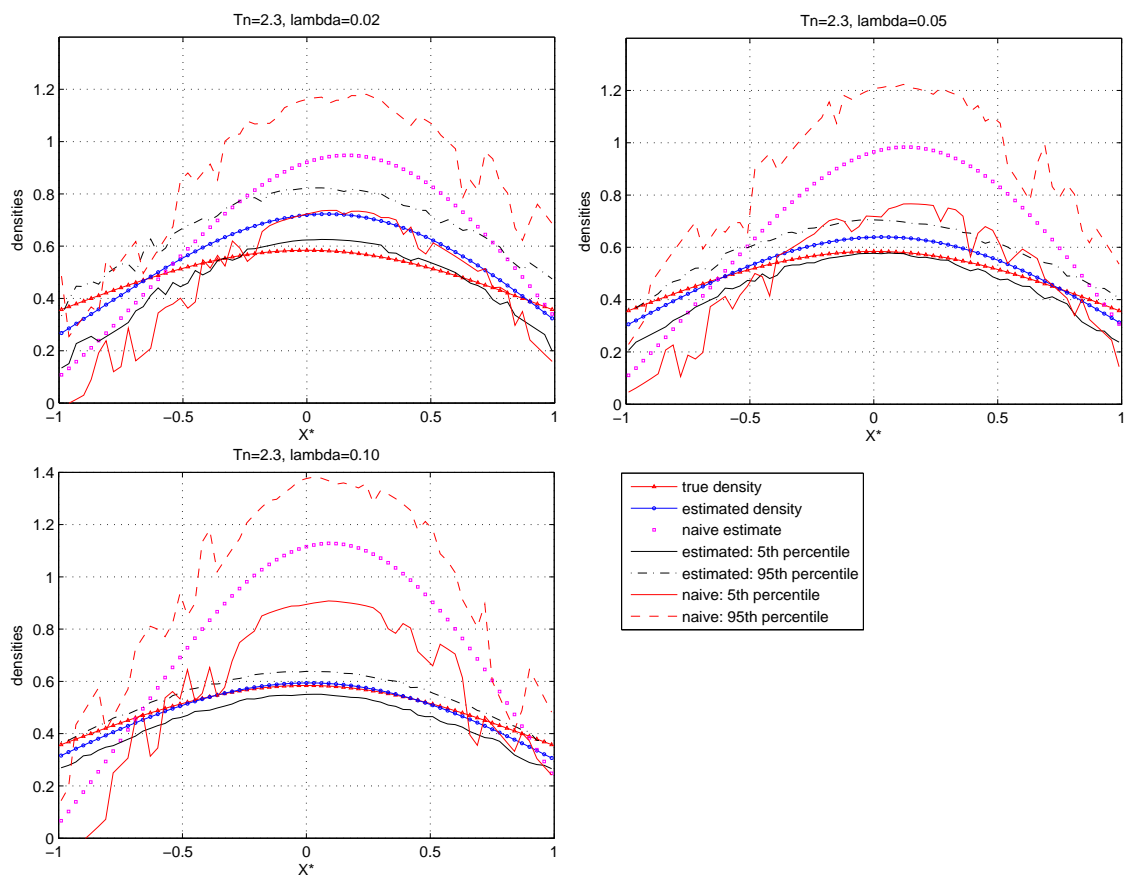 Tn=2.3, lambda=0.02
1.2
1
0.8
0.6
0.4
0.2
0
densities
−1
−0.5
0
0.5
1
X*
Tn=2.3, lambda=0.05
1.2
1
0.8
0.6
0.4
0.2
0
densities
−1
−0.5
0
0.5
1
X*
Tn=2.3, lambda=0.10
1.4
1.2
1
0.8
0.6
0.4
0.2
0
densities
−1
−0.5
0
0.5
1
X*
true density
estimated density
naive estimate
estimated: 5th percentile
estimated: 95th percentile
naive: 5th percentile
naive: 95th percentile